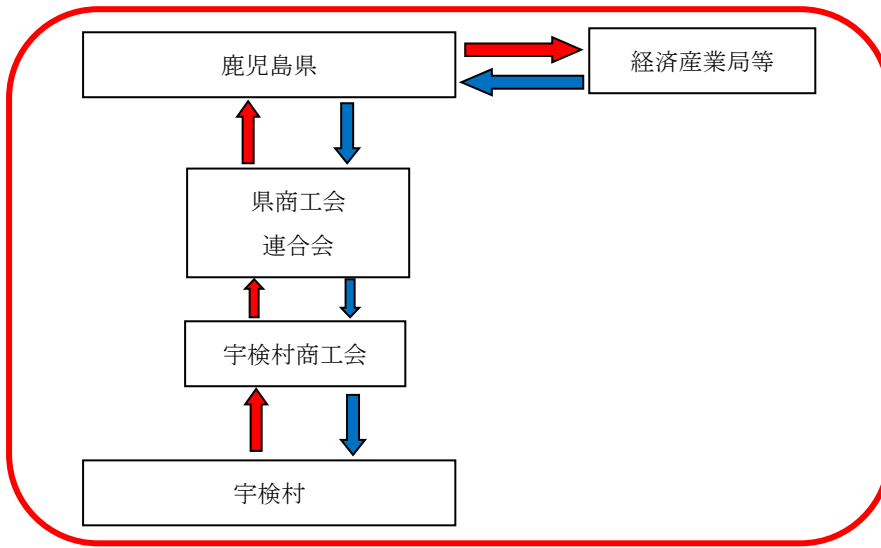 鹿児島県
経済産業局等
県商工会
連合会
宇検村商工会
宇検村